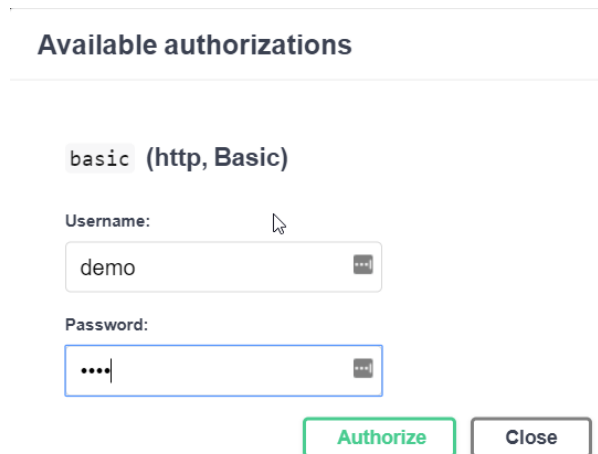 Available authorizations
basic (http, Basic)
Username:
demo
Password:
••••
Authorize Close